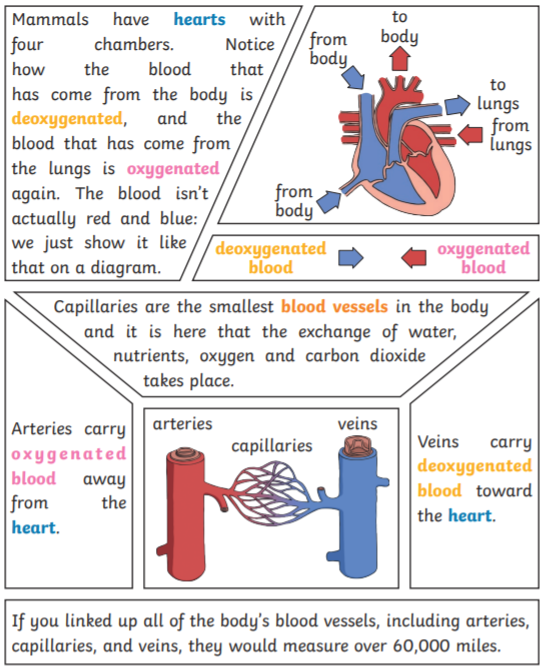 Mammals have hearts with
four chambers. Notice
how the blood that
has come from the body is
deoxygenated, and the
blood that has come from
the lungs is oxygenated
again. The blood isn't
actually red and blue:
we just show it like
that on a diagram.
to
body
from
body
to
lungs
from
lungs
from
body
deoxygenated
blood
oxygenated
blood
Capillaries are the smallest blood vessels in the body
and it is here that the exchange of water,
nutrients, oxygen and carbon dioxide
takes place.
Arteries carry
oxygenated
blood away
from the
heart.
arteries
capillaries
veins
Veins carry
deoxygenated
blood toward
the heart.
If you linked up all of the body's blood vessels, including arteries,
capillaries, and veins, they would measure over 60,000 miles.